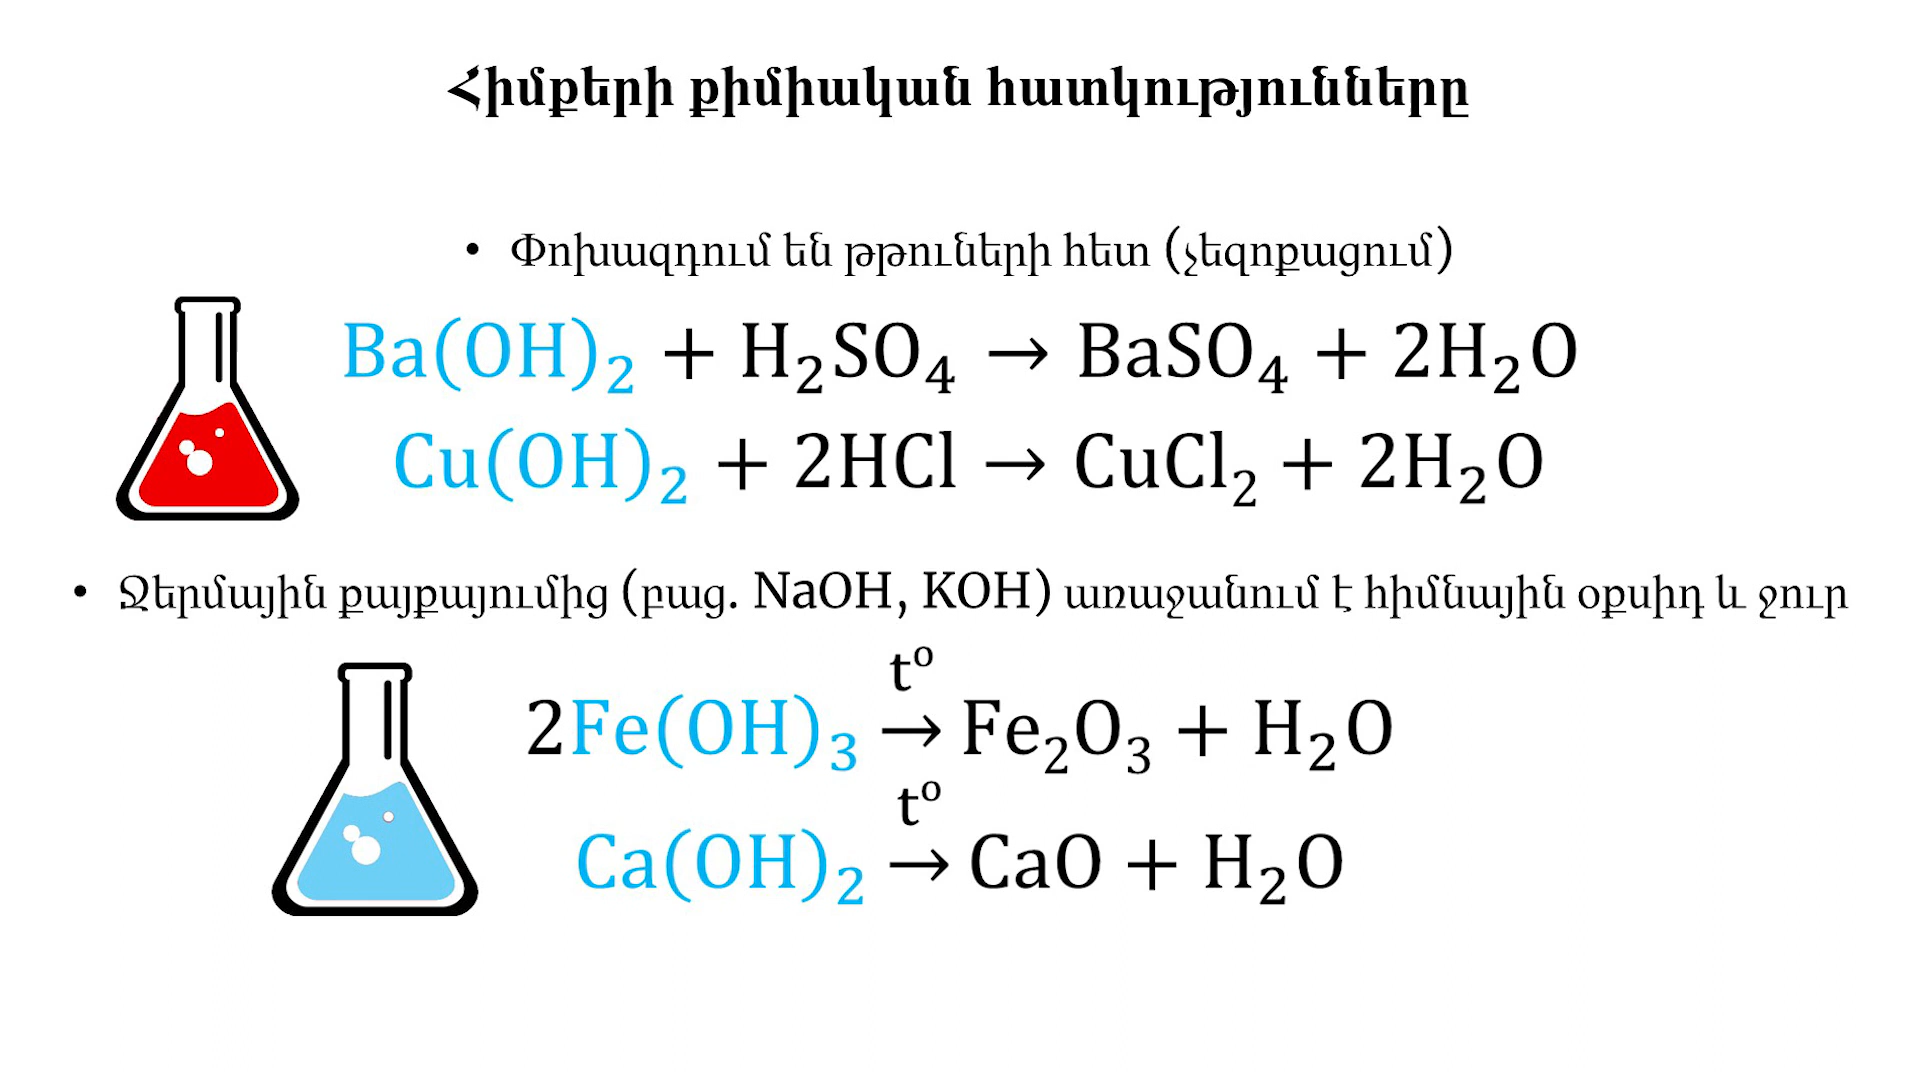 Հիմքերի քիմիական հատկությունները
• Փոխազդում են թթուների հետ (չեզոքացում)
Ba(OH)₂ + H₂SO₄ → BaSO₄ + 2H₂O
Cu(OH)₂ + 2HCl → CuCl₂ + 2H₂O
• Ջերմային քայքայումից (բաց. NaOH, KOH) առաջանում է հիմնային օքսիդ և ջուր
tº
2Fe(OH)₃ → Fe₂O₃ + H₂O
tº
Ca(OH)₂ → CaO + H₂O